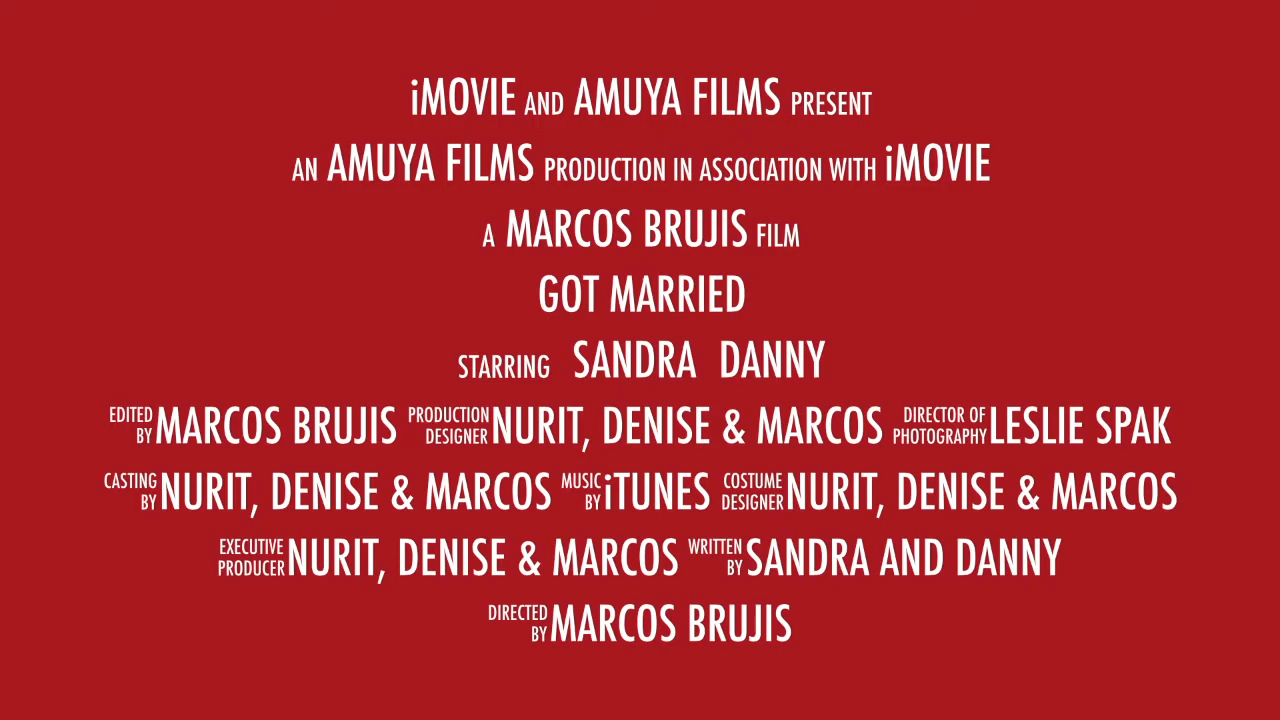 iMOVIE AND AMUYA FILMS PRESENT
AN AMUYA FILMS PRODUCTION IN ASSOCIATION WITH iMOVIE
A MARCOS BRUJIS FILM
GOT MARRIED
STARRING SANDRA DANNY
EDITED BY MARCOS BRUJIS PRODUCTION DESIGNER NURIT, DENISE & MARCOS DIRECTOR OF PHOTOGRAPHY LESLIE SPAK
CASTING BY NURIT, DENISE & MARCOS MUSIC BY iTUNES COSTUME DESIGNER NURIT, DENISE & MARCOS
EXECUTIVE PRODUCER NURIT, DENISE & MARCOS WRITTEN BY SANDRA AND DANNY
DIRECTED BY MARCOS BRUJIS